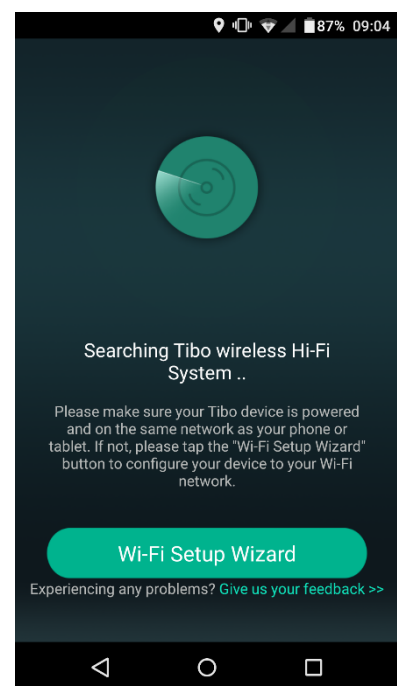 87% 09:04
Searching Tibo wireless Hi-Fi
System ..
Please make sure your Tibo device is powered
and on the same network as your phone or
tablet. If not, please tap the "Wi-Fi Setup Wizard"
button to configure your device to your Wi-Fi
network.
Wi-Fi Setup Wizard
Experiencing any problems? Give us your feedback >>